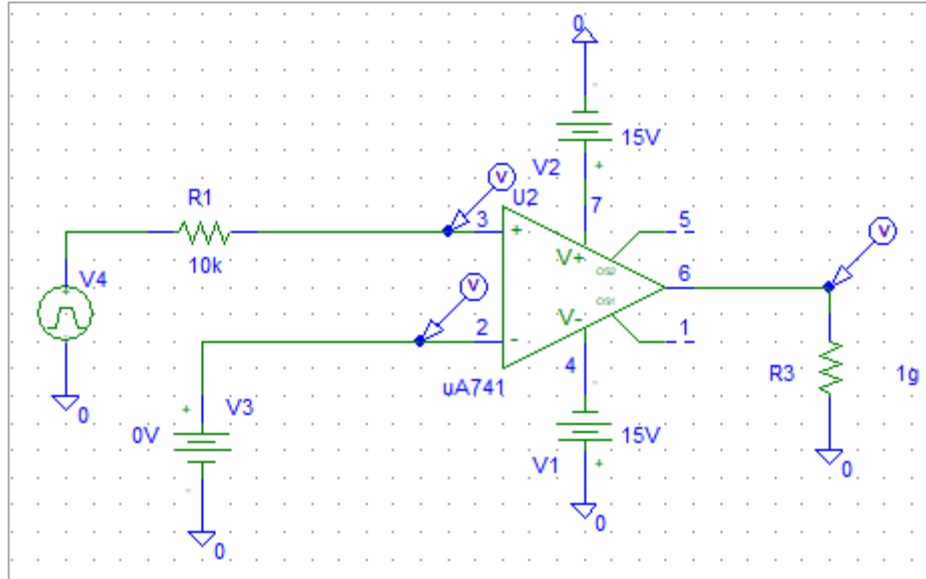 0
15V
+
V2
V
U2
R1
7
5
3
+
10k
V+
OS2
V
6
V4
+
V
2
-
OS1
V-
1
4
uA741
R3
1g
0
+
V3
0V
15V
V1
+
0
0
-
0